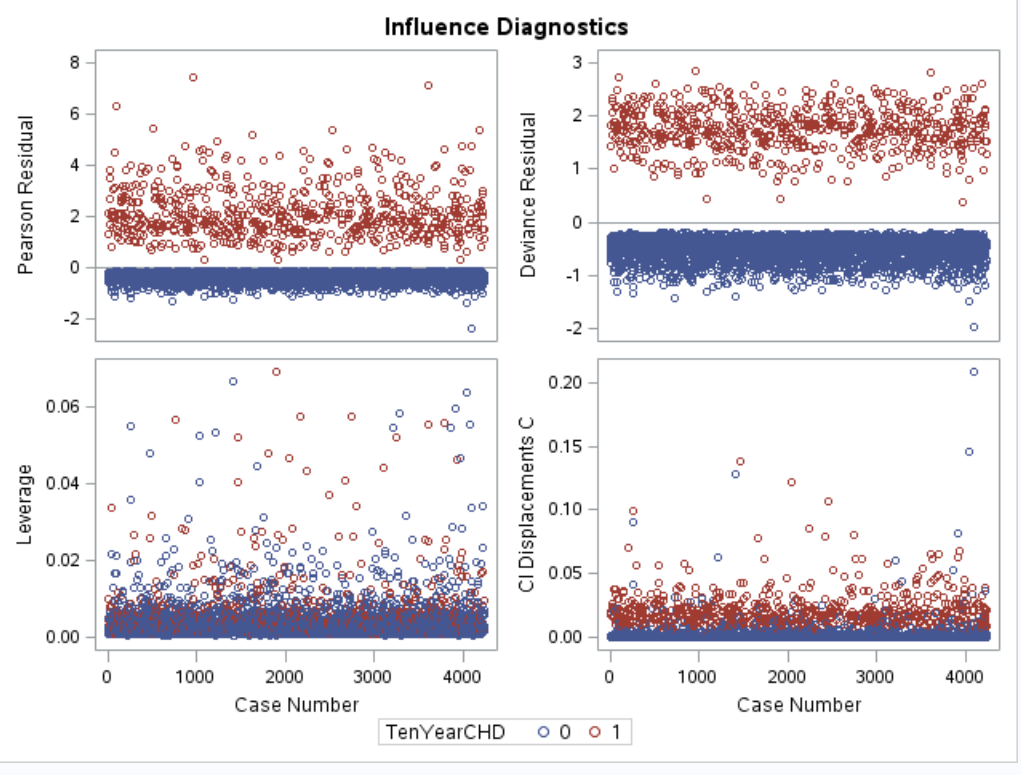 Influence Diagnostics
Pearson Residual
8
6
4
2
0
-2
Deviance Residual
3
2
1
0
-1
-2
Leverage
0.06
0.04
0.02
0.00
0 1000 2000 3000 4000
Case Number
CI Displacements C
0.20
0.15
0.10
0.05
0.00
0 1000 2000 3000 4000
Case Number
TenYearCHD 0 1